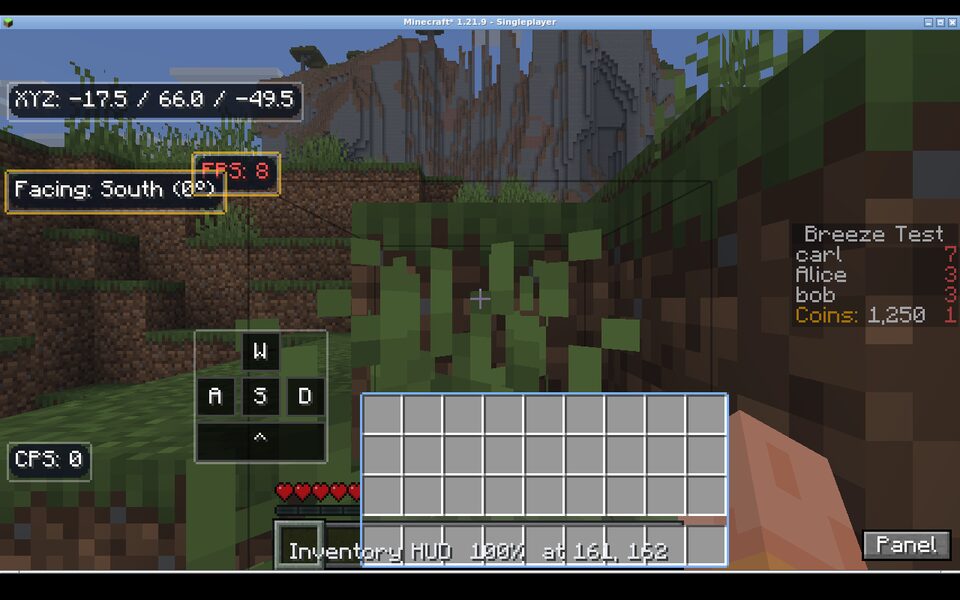 Minecraft* 1.21.9 - Singleplayer
XYZ: -17.5 / 66.0 / -49.5
FPS: 8
Facing: South (0°)
Breeze Test
carl 7
Alice 3
bob 3
Coins: 1,250 1
W
A S D
^
CPS: 0
Inventory HUD 100% at 161, 162
Panel